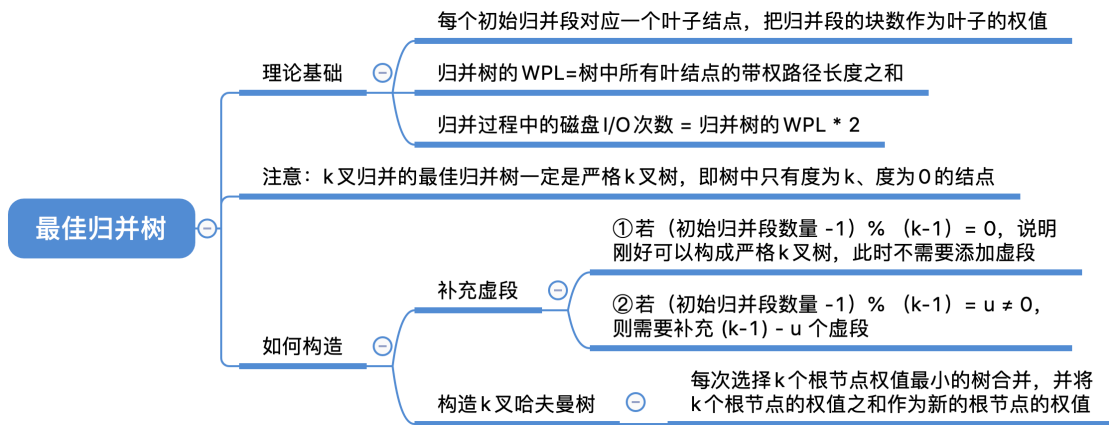 最佳归并树
理论基础
每个初始归并段对应一个叶子结点，把归并段的块数作为叶子的权值
归并树的WPL=树中所有叶结点的带权路径长度之和
归并过程中的磁盘I/O次数 = 归并树的WPL * 2
注意：k叉归并的最佳归并树一定是严格k叉树，即树中只有度为k、度为0的结点
如何构造
补充虚段
①若（初始归并段数量 -1）% （k-1）= 0，说明
刚好可以构成严格k叉树，此时不需要添加虚段
②若（初始归并段数量 -1）% （k-1）= u ≠ 0，
则需要补充 (k-1) - u 个虚段
构造k叉哈夫曼树
每次选择k个根节点权值最小的树合并，并将
k个根节点的权值之和作为新的根节点的权值